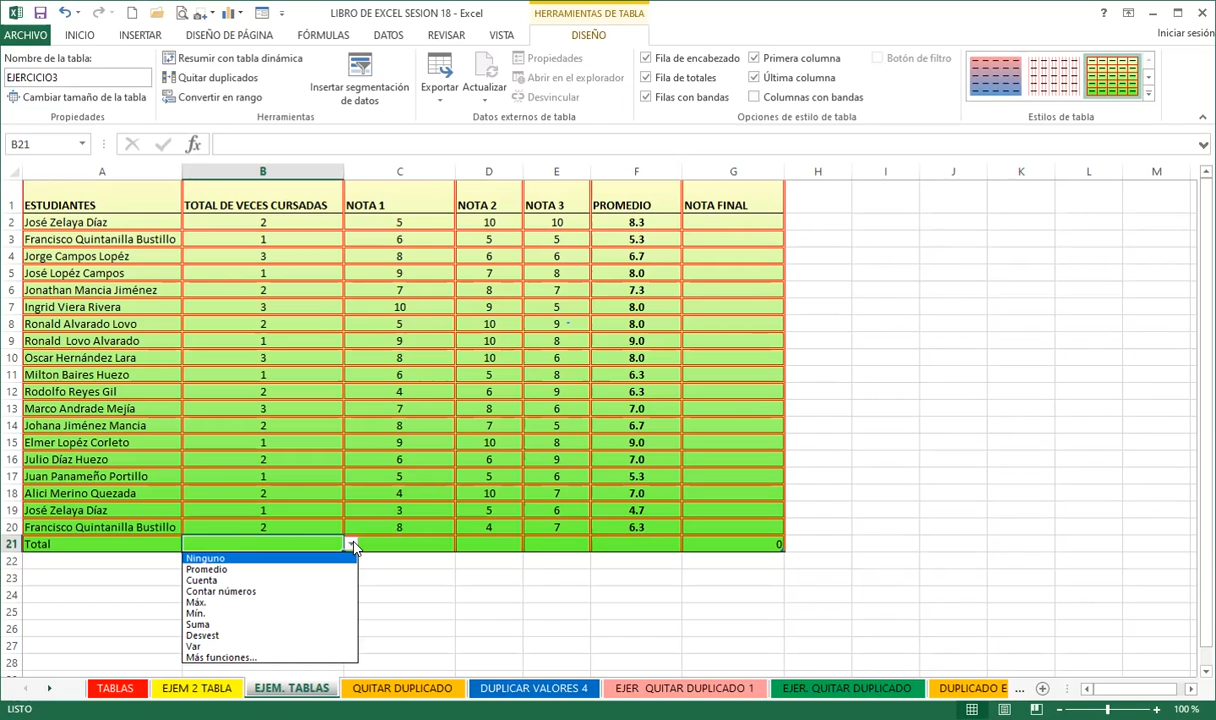 LIBRO DE EXCEL SESION 18 - Excel
HERRAMIENTAS DE TABLA
?
ARCHIVO INICIO INSERTAR DISEÑO DE PÁGINA FÓRMULAS DATOS REVISAR VISTA DISEÑO Iniciar sesión
Nombre de la tabla:
EJERCICIO3
Cambiar tamaño de la tabla
Propiedades
Resumir con tabla dinámica
Quitar duplicados
Convertir en rango
Insertar segmentación
de datos
Herramientas
Exportar Actualizar
Propiedades
Abrir en el explorador
Desvincular
Datos externos de tabla
Fila de encabezado Primera columna Botón de filtro
Fila de totales Última columna
Filas con bandas Columnas con bandas
Opciones de estilo de tabla
Estilos de tabla
B21 fx
A B C D E F G H I J K L M
1 ESTUDIANTES TOTAL DE VECES CURSADAS NOTA 1 NOTA 2 NOTA 3 PROMEDIO NOTA FINAL
2 José Zelaya Díaz 2 5 10 10 8.3
3 Francisco Quintanilla Bustillo 1 6 5 5 5.3
4 Jorge Campos Lopéz 3 8 6 6 6.7
5 José Lopéz Campos 1 9 7 8 8.0
6 Jonathan Mancia Jiménez 2 7 8 7 7.3
7 Ingrid Viera Rivera 3 10 9 5 8.0
8 Ronald Alvarado Lovo 2 5 10 9 8.0
9 Ronald Lovo Alvarado 1 9 10 8 9.0
10 Oscar Hernández Lara 3 8 10 6 8.0
11 Milton Baires Huezo 1 6 5 8 6.3
12 Rodolfo Reyes Gil 2 4 6 9 6.3
13 Marco Andrade Mejía 3 7 8 6 7.0
14 Johana Jiménez Mancia 2 8 7 5 6.7
15 Elmer Lopéz Corleto 1 9 10 8 9.0
16 Julio Díaz Huezo 2 6 6 9 7.0
17 Juan Panameño Portillo 1 5 5 6 5.3
18 Alici Merino Quezada 2 4 10 7 7.0
19 José Zelaya Díaz 1 3 5 6 4.7
20 Francisco Quintanilla Bustillo 2 8 4 7 6.3
21 Total 0
22
23
24
25
26
27
28
Ninguno
Promedio
Cuenta
Contar números
Máx.
Mín.
Suma
Desvest
Var
Más funciones...
TABLAS EJEM 2 TABLA EJEM. TABLAS QUITAR DUPLICADO DUPLICAR VALORES 4 EJER QUITAR DUPLICADO 1 EJER. QUITAR DUPLICADO DUPLICADO E ...
LISTO 100 %